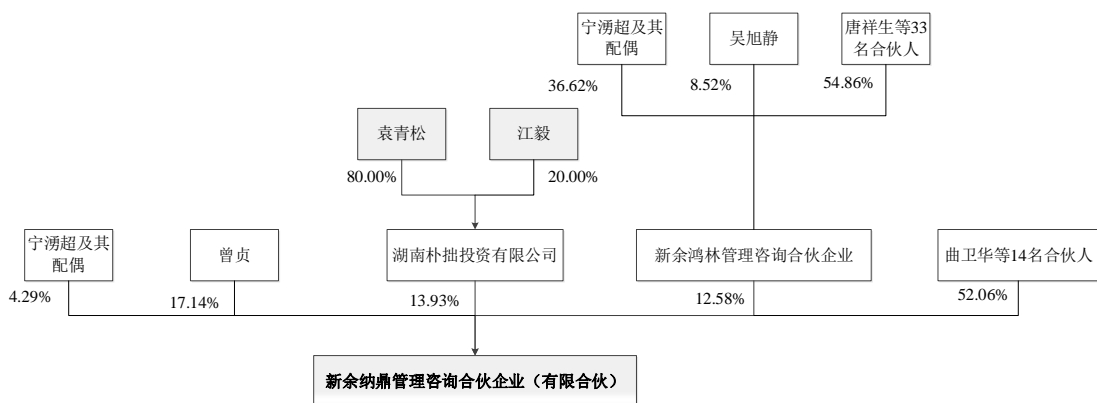 宁湧超及其
配偶
吴旭静
唐祥生等33
名合伙人
36.62%
8.52%
54.86%
袁青松
江毅
80.00%
20.00%
宁湧超及其
配偶
曾贞
湖南朴拙投资有限公司
新余鸿林管理咨询合伙企业
曲卫华等14名合伙人
4.29%
17.14%
13.93%
12.58%
52.06%
新余纳鼎管理咨询合伙企业（有限合伙）